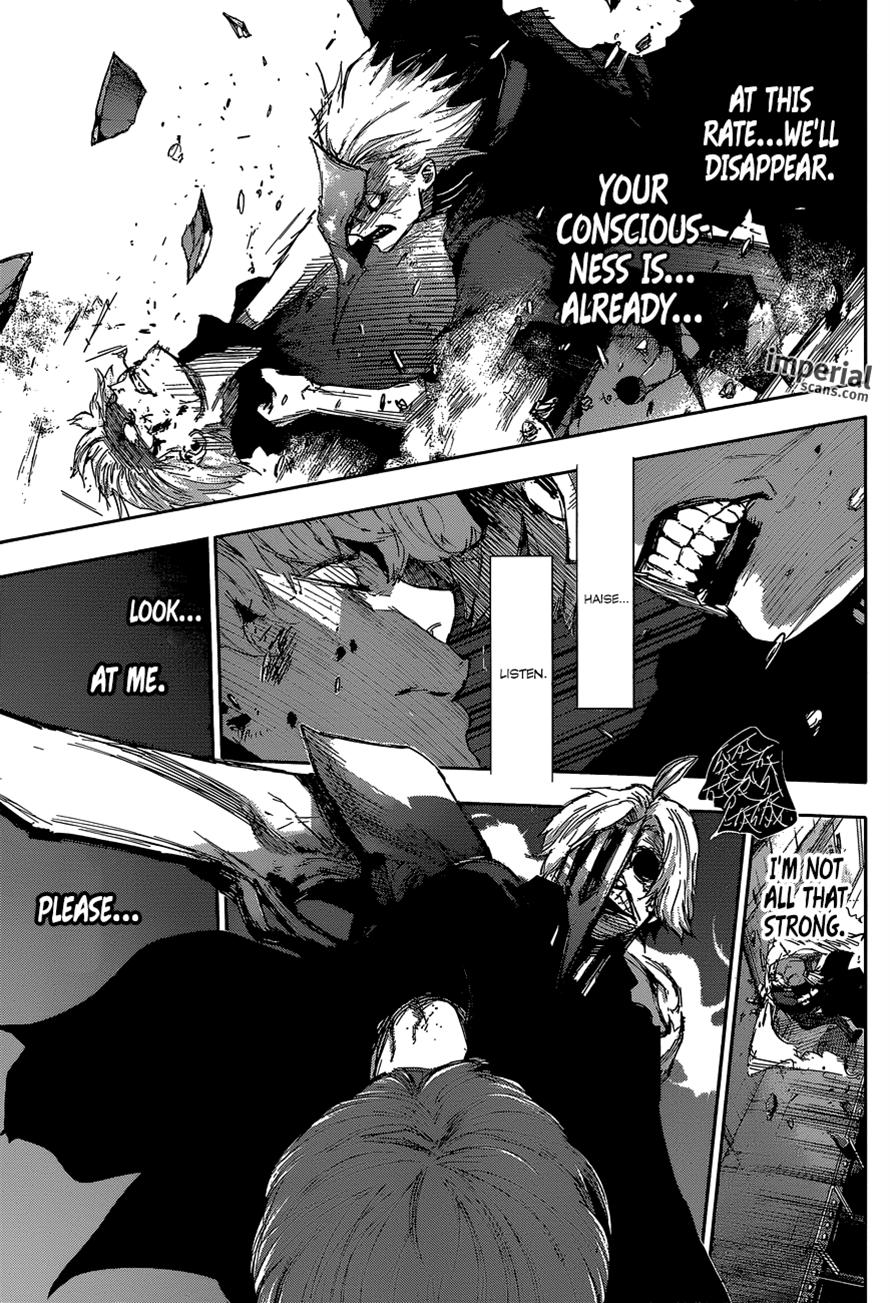 AT THIS
RATE...WE'LL
DISAPPEAR.
YOUR
CONSCIOUS-
NESS IS...
ALREADY...
imperial
scans.com
HAISE...
LISTEN.
LOOK...
AT ME.
I'M NOT
ALL THAT
STRONG.
PLEASE...